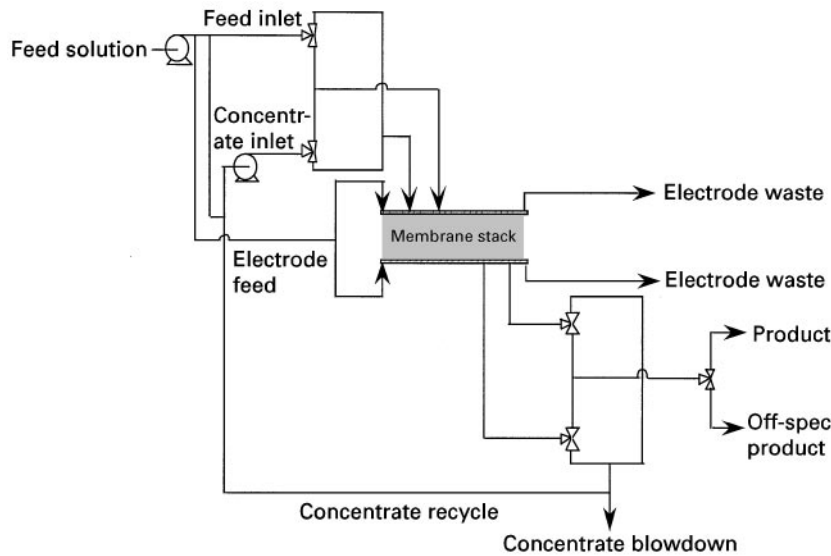 Feed inlet
Feed solution
Concentr-
ate inlet
Electrode waste
Membrane stack
Electrode
feed
Electrode waste
Product
Off-spec
product
Concentrate recycle
Concentrate blowdown